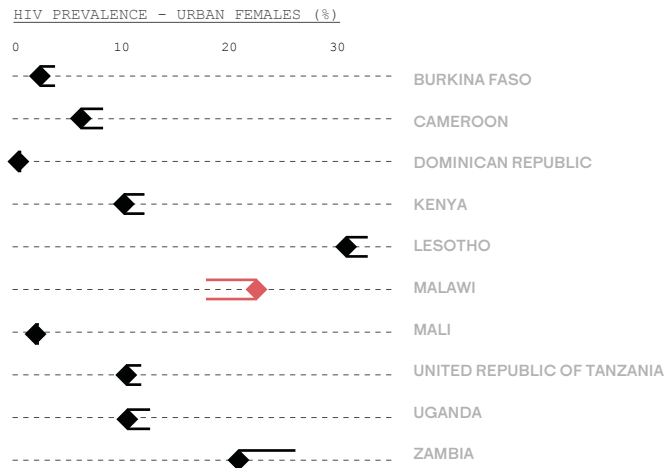 HIV PREVALENCE - URBAN FEMALES (%)
0 10 20 30
BURKINA FASO
CAMEROON
DOMINICAN REPUBLIC
KENYA
LESOTHO
MALAWI
MALI
UNITED REPUBLIC OF TANZANIA
UGANDA
ZAMBIA